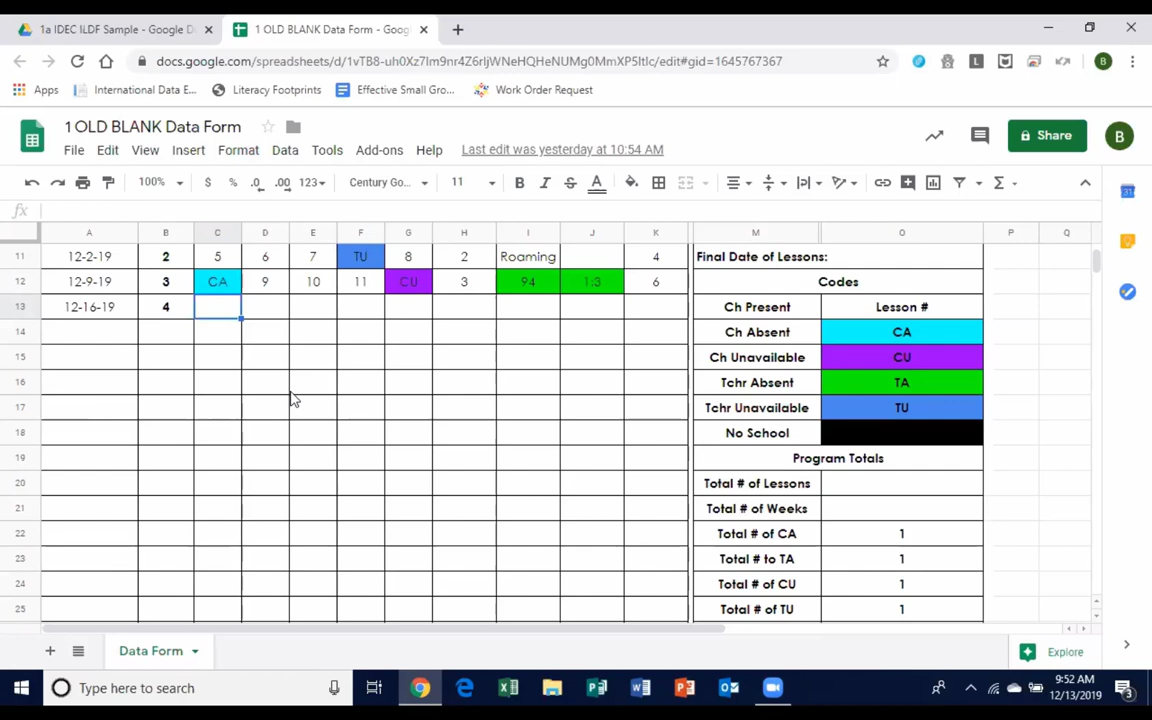 1a IDEC ILDF Sample - Google D
1 OLD BLANK Data Form - Goog
docs.google.com/spreadsheets/d/1vTB8-uh0Xz7Im9nr4Z6rIjWNeHQHeNUMg0MmXP5ltIc/edit#gid=1645767367
Apps International Data E... Literacy Footprints Effective Small Gro... Work Order Request
1 OLD BLANK Data Form
File Edit View Insert Format Data Tools Add-ons Help Last edit was yesterday at 10:54 AM
Share
B
100% $ % .0 .00 123 Century Go... 11 B I S A
fx
A B C D E F G H I J K M O P Q
11 12-2-19 2 5 6 7 TU 8 2 Roaming 4 Final Date of Lessons:
12 12-9-19 3 CA 9 10 11 CU 3 94 1:3 6 Codes
13 12-16-19 4 Ch Present Lesson #
14 Ch Absent CA
15 Ch Unavailable CU
16 Tchr Absent TA
17 Tchr Unavailable TU
18 No School
19 Program Totals
20 Total # of Lessons
21 Total # of Weeks
22 Total # of CA 1
23 Total # to TA 1
24 Total # of CU 1
25 Total # of TU 1
Data Form
Explore
Type here to search
9:52 AM
12/13/2019
3